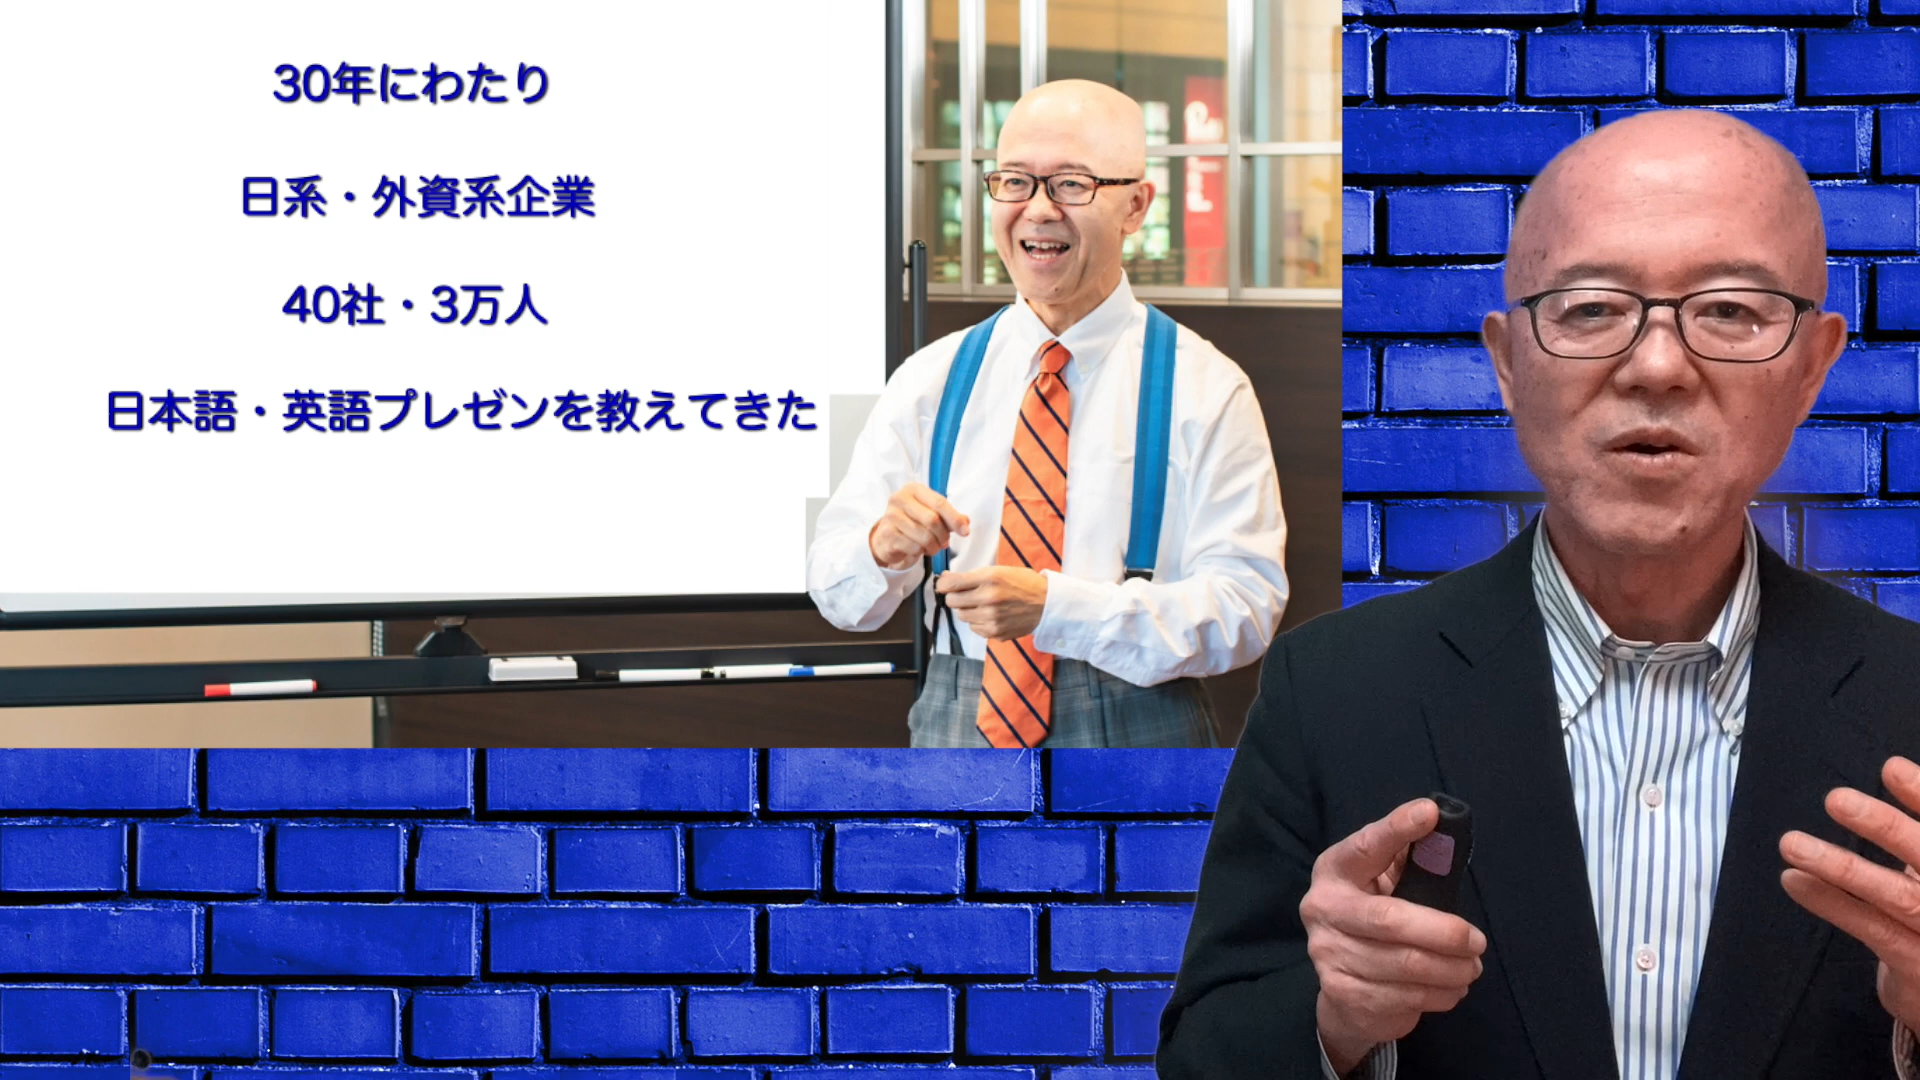 30年にわたり
日系・外資系企業
40社・3万人
日本語・英語プレゼンを教えてきた